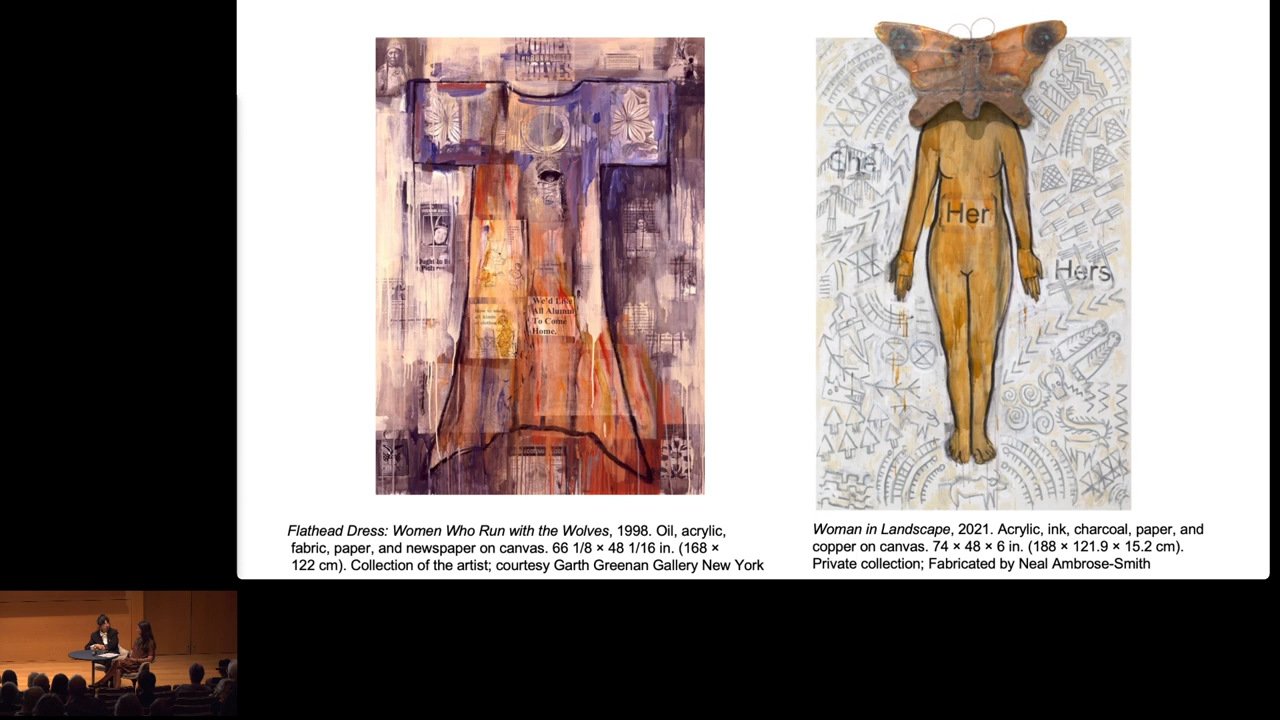 We'd Like
All Alumni
To Come
Home.
She
Her
Hers
Flathead Dress: Women Who Run with the Wolves, 1998. Oil, acrylic,
fabric, paper, and newspaper on canvas. 66 1/8 × 48 1/16 in. (168 ×
122 cm). Collection of the artist; courtesy Garth Greenan Gallery New York
Woman in Landscape, 2021. Acrylic, ink, charcoal, paper, and
copper on canvas. 74 × 48 × 6 in. (188 × 121.9 × 15.2 cm).
Private collection; Fabricated by Neal Ambrose-Smith